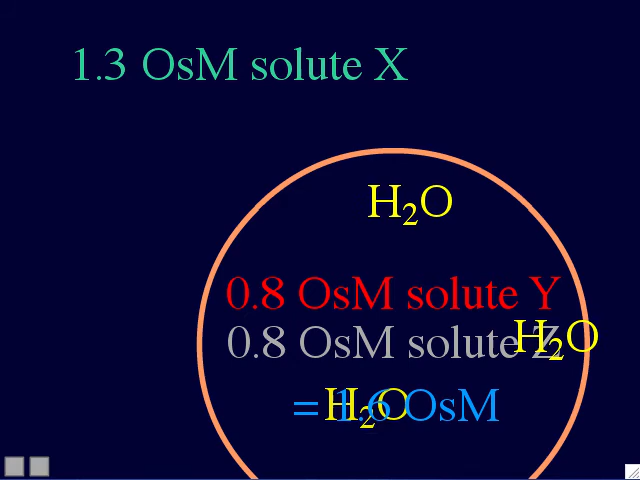 1.3 OsM solute X
H₂O
0.8 OsM solute Y
0.8 OsM solute Z
H₂O
= 1.6 OsM
H₂O